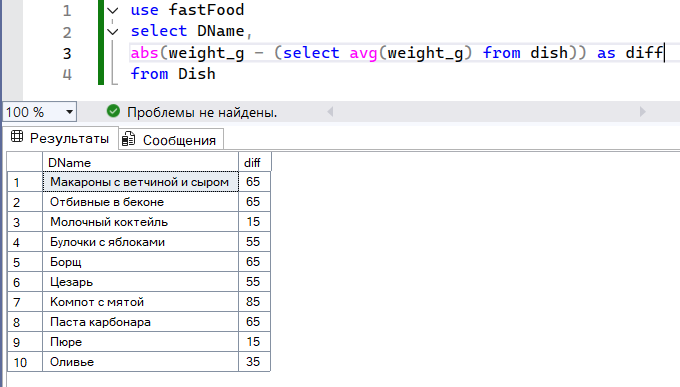 1 use fastFood
2 select DName,
3 abs(weight_g - (select avg(weight_g) from dish)) as diff
4 from Dish
100 % Проблемы не найдены.
Результаты Сообщения
DName diff
1 Макароны с ветчиной и сыром 65
2 Отбивные в беконе 65
3 Молочный коктейль 15
4 Булочки с яблоками 55
5 Борщ 65
6 Цезарь 55
7 Компот с мятой 85
8 Паста карбонара 65
9 Пюре 15
10 Оливье 35